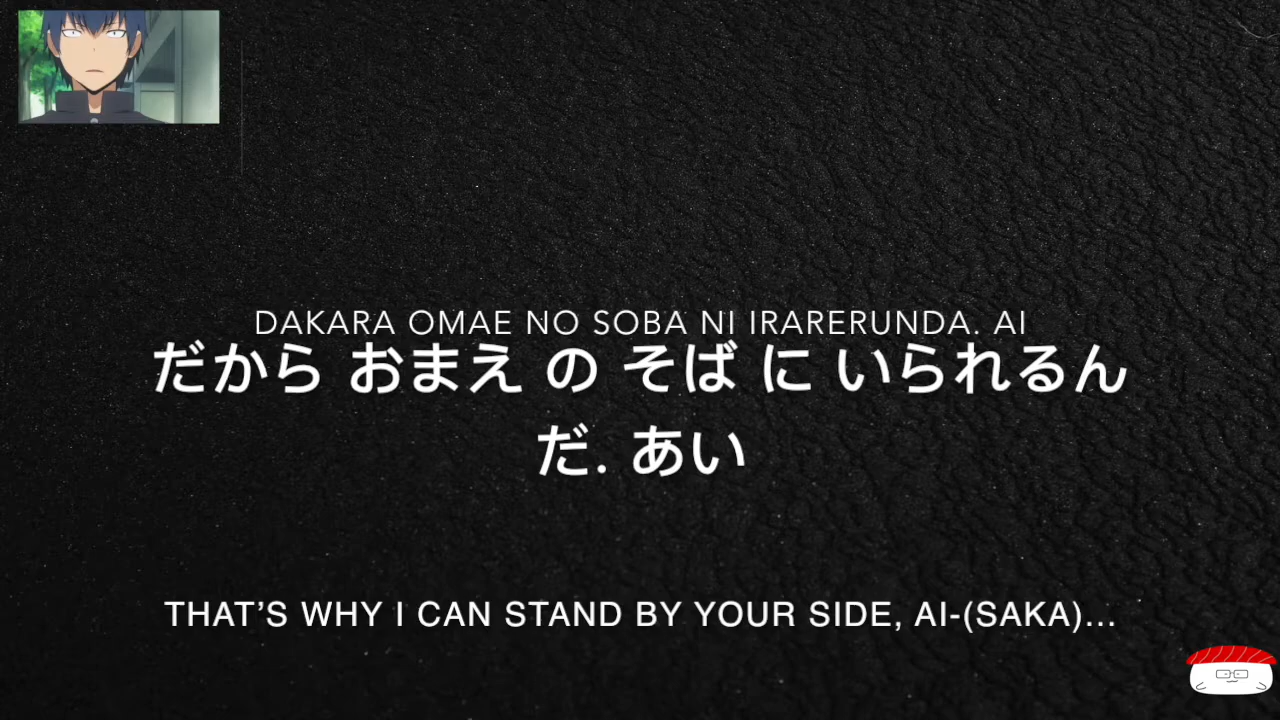 DAKARA OMAE NO SOBA NI IRARERUNDA. AI
だから おまえ の そば に いられるん
だ. あい
THAT’S WHY I CAN STAND BY YOUR SIDE, AI-(SAKA)...